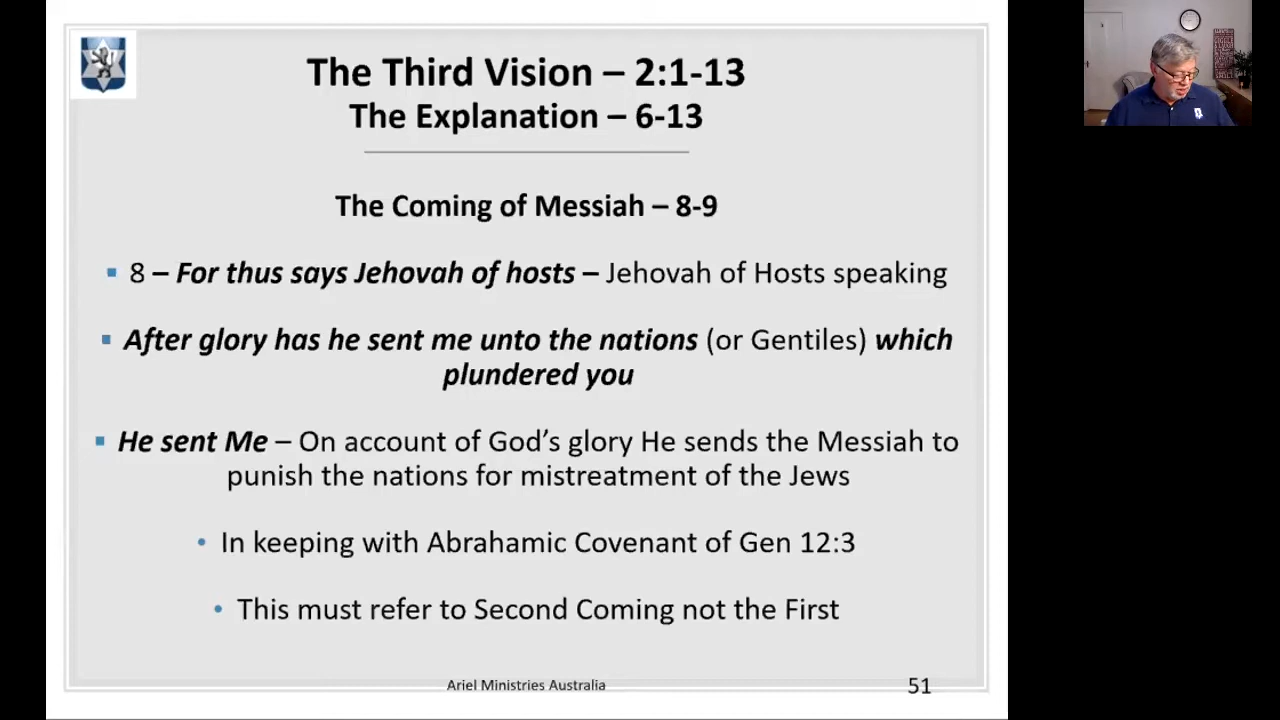 The Third Vision – 2:1-13
The Explanation – 6-13
The Coming of Messiah – 8-9
▪ 8 – For thus says Jehovah of hosts – Jehovah of Hosts speaking
▪ After glory has he sent me unto the nations (or Gentiles) which
plundered you
▪ He sent Me – On account of God’s glory He sends the Messiah to
punish the nations for mistreatment of the Jews
• In keeping with Abrahamic Covenant of Gen 12:3
• This must refer to Second Coming not the First
Ariel Ministries Australia
51